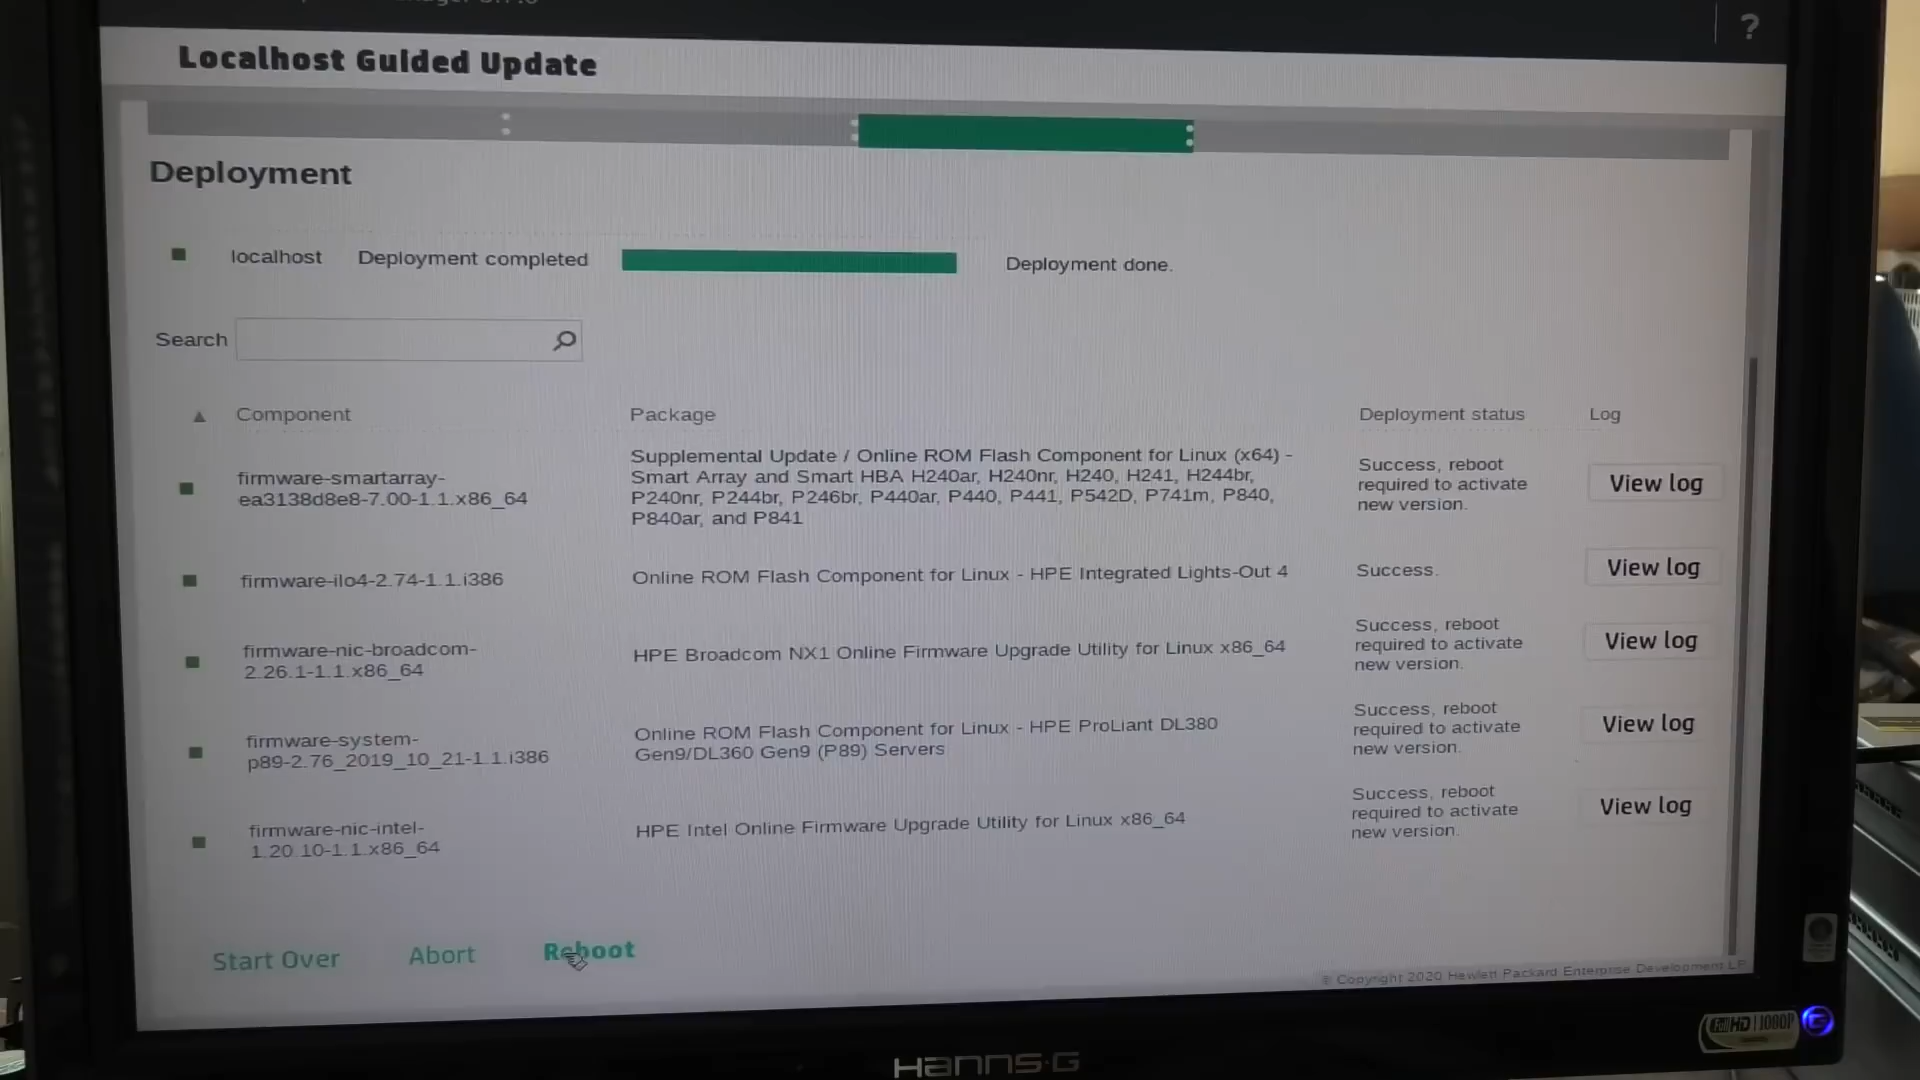 ?
Localhost Guided Update
Deployment
localhost Deployment completed Deployment done.
Search
Component Package Deployment status Log
firmware-smartarray-
ea3138d8e8-7.00-1.1.x86_64
Supplemental Update / Online ROM Flash Component for Linux (x64) -
Smart Array and Smart HBA H240ar, H240nr, H240, H241, H244br,
P240nr, P244br, P246br, P440ar, P440, P441, P542D, P741m, P840,
P840ar, and P841
Success, reboot
required to activate
new version.
View log
firmware-ilo4-2.74-1.1.i386
Online ROM Flash Component for Linux - HPE Integrated Lights-Out 4
Success.
View log
firmware-nic-broadcom-
2.26.1-1.1.x86_64
HPE Broadcom NX1 Online Firmware Upgrade Utility for Linux x86_64
Success, reboot
required to activate
new version.
View log
firmware-system-
p89-2.76_2019_10_21-1.1.i386
Online ROM Flash Component for Linux - HPE ProLiant DL380
Gen9/DL360 Gen9 (P89) Servers
Success, reboot
required to activate
new version.
View log
firmware-nic-intel-
1.20.10-1.1.x86_64
HPE Intel Online Firmware Upgrade Utility for Linux x86_64
Success, reboot
required to activate
new version.
View log
Start Over Abort Reboot
© Copyright 2020 Hewlett Packard Enterprise Development LP
Full HD 1080P
HANNS·G